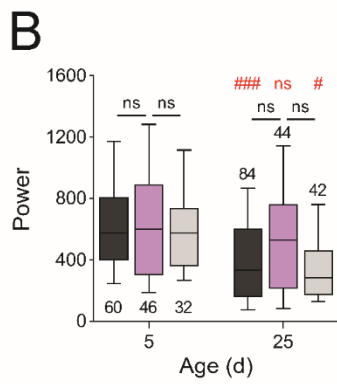 B
1600
1200
800
400
0
Power
ns ns
### ns #
ns ns
84 44 42
60 46 32
5 25
Age (d)